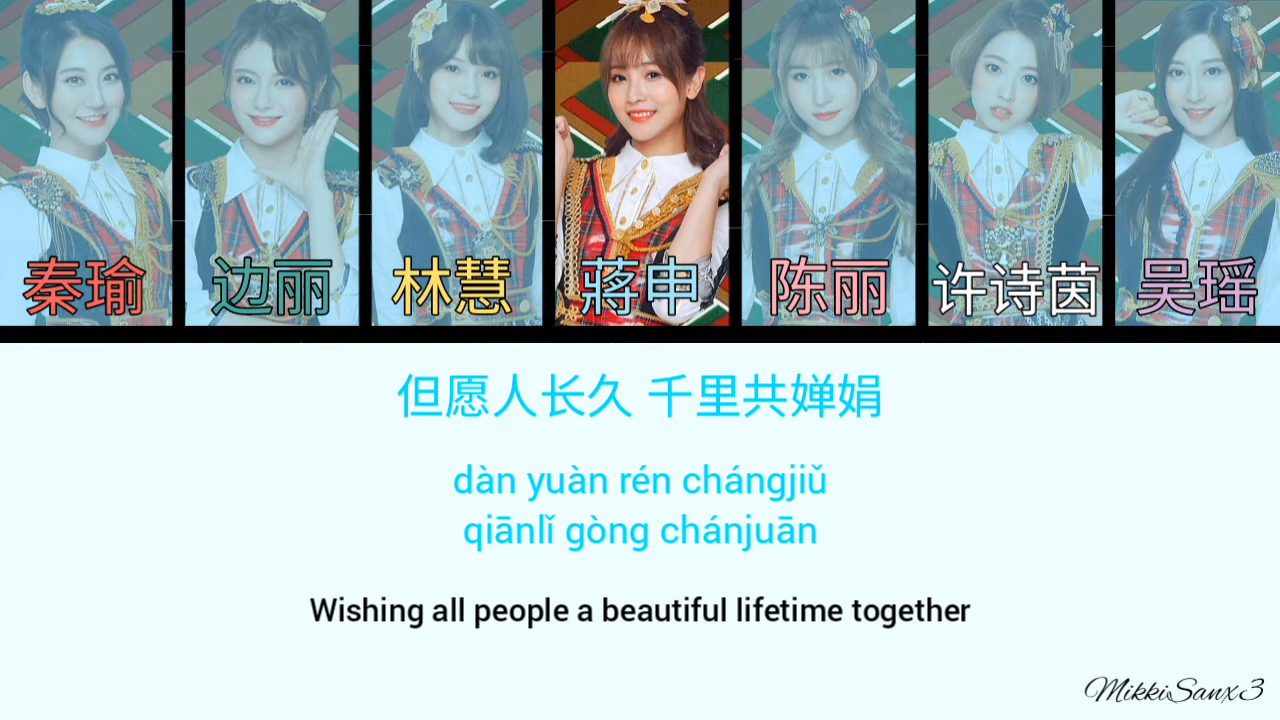 秦瑜 边丽 林慧 蔣申 陈丽 许诗茵 吴瑶
但愿人长久 千里共婵娟
dàn yuàn rén chángjiǔ
qiānlǐ gòng chánjuān
Wishing all people a beautiful lifetime together
MikkiSanx3